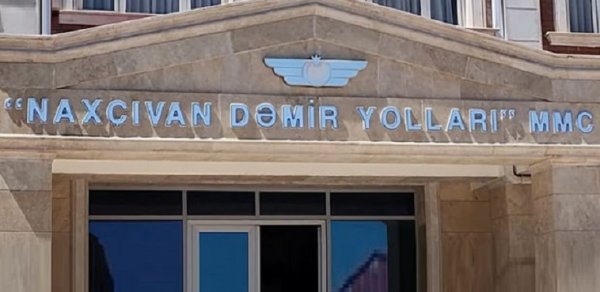 “NAXÇIVAN DƏMİR YOLLARI” MMC